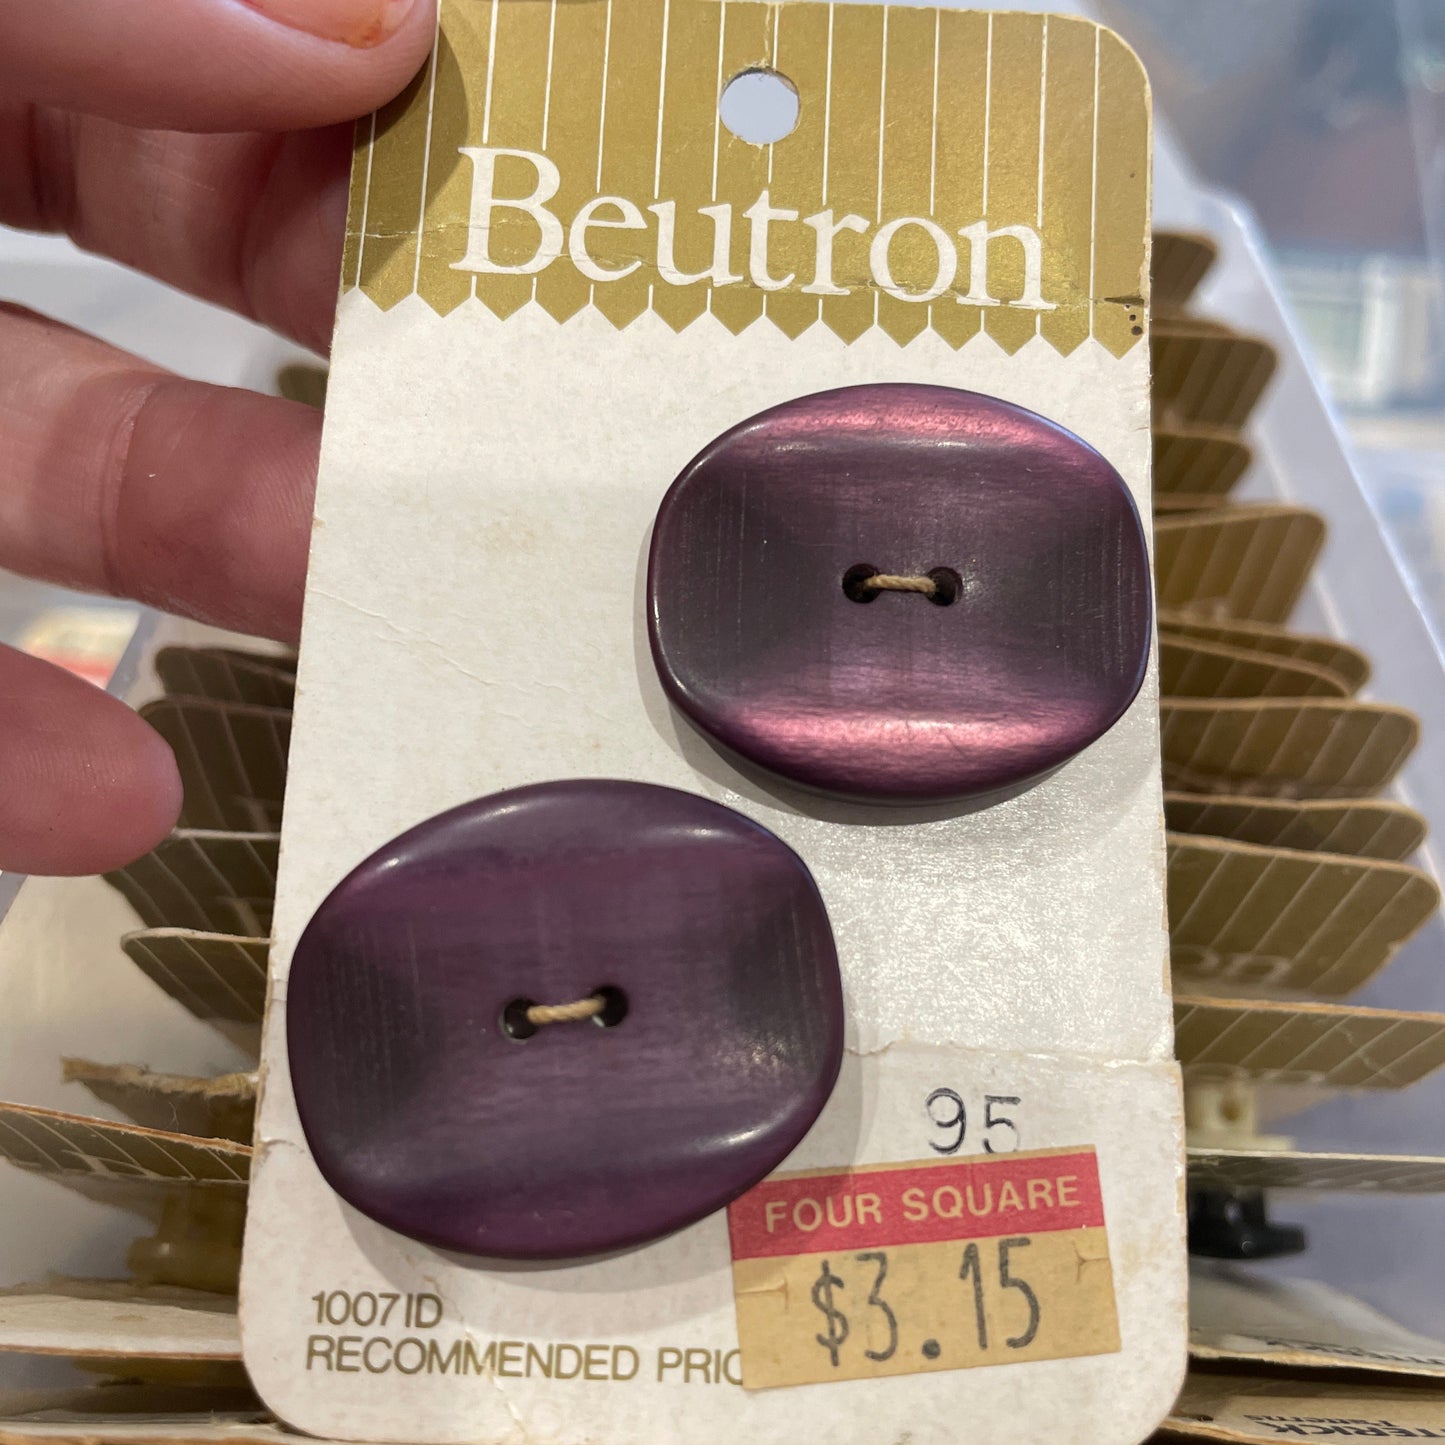 Beutron
95
FOUR SQUARE
$3.15
1007ID
RECOMMENDED PRIC